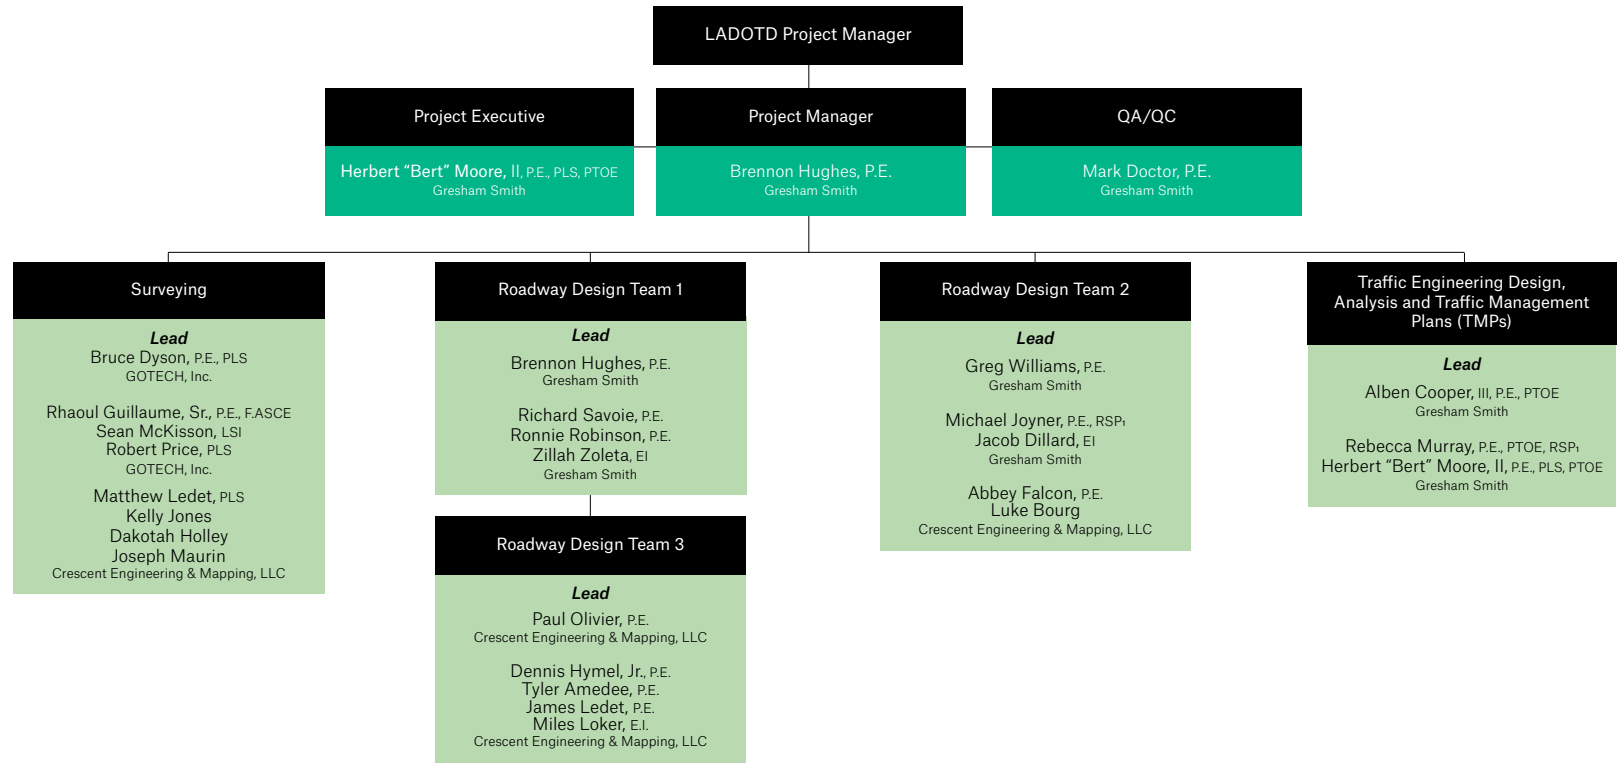 LADOTD Project Manager
Project Executive
Herbert “Bert” Moore, II, P.E., PLS, PTOE
Gresham Smith
Project Manager
Brennon Hughes, P.E.
Gresham Smith
QA/QC
Mark Doctor, P.E.
Gresham Smith
Surveying
Lead
Bruce Dyson, P.E., PLS
GOTECH, Inc.
Rhaoul Guillaume, Sr., P.E., F.ASCE
Sean McKisson, LSI
Robert Price, PLS
GOTECH, Inc.
Matthew Ledet, PLS
Kelly Jones
Dakotah Holley
Joseph Maurin
Crescent Engineering & Mapping, LLC
Roadway Design Team 1
Lead
Brennon Hughes, P.E.
Gresham Smith
Richard Savoie, P.E.
Ronnie Robinson, P.E.
Zillah Zoleta, EI
Gresham Smith
Roadway Design Team 3
Lead
Paul Olivier, P.E.
Crescent Engineering & Mapping, LLC
Dennis Hymel, Jr., P.E.
Tyler Amedee, P.E.
James Ledet, P.E.
Miles Loker, E.I.
Crescent Engineering & Mapping, LLC
Roadway Design Team 2
Lead
Greg Williams, P.E.
Gresham Smith
Michael Joyner, P.E., RSP₁
Jacob Dillard, EI
Gresham Smith
Abbey Falcon, P.E.
Luke Bourg
Crescent Engineering & Mapping, LLC
Traffic Engineering Design,
Analysis and Traffic Management
Plans (TMPs)
Lead
Alben Cooper, III, P.E., PTOE
Gresham Smith
Rebecca Murray, P.E., PTOE, RSP₁
Herbert “Bert” Moore, II, P.E., PLS, PTOE
Gresham Smith